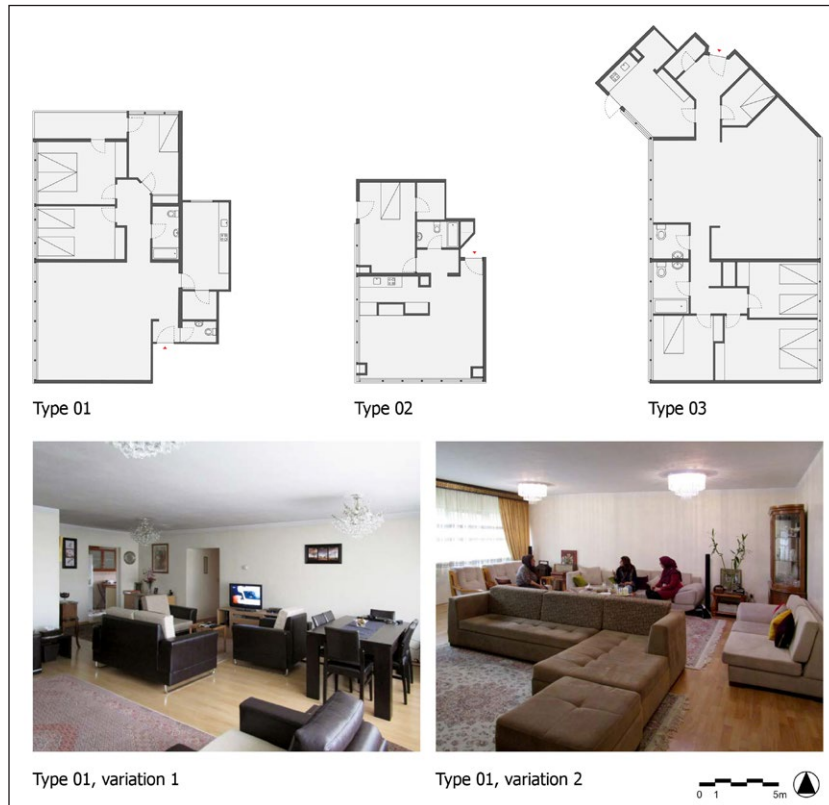 Type 01
Type 02
Type 03
Type 01, variation 1
Type 01, variation 2
0 1 5m